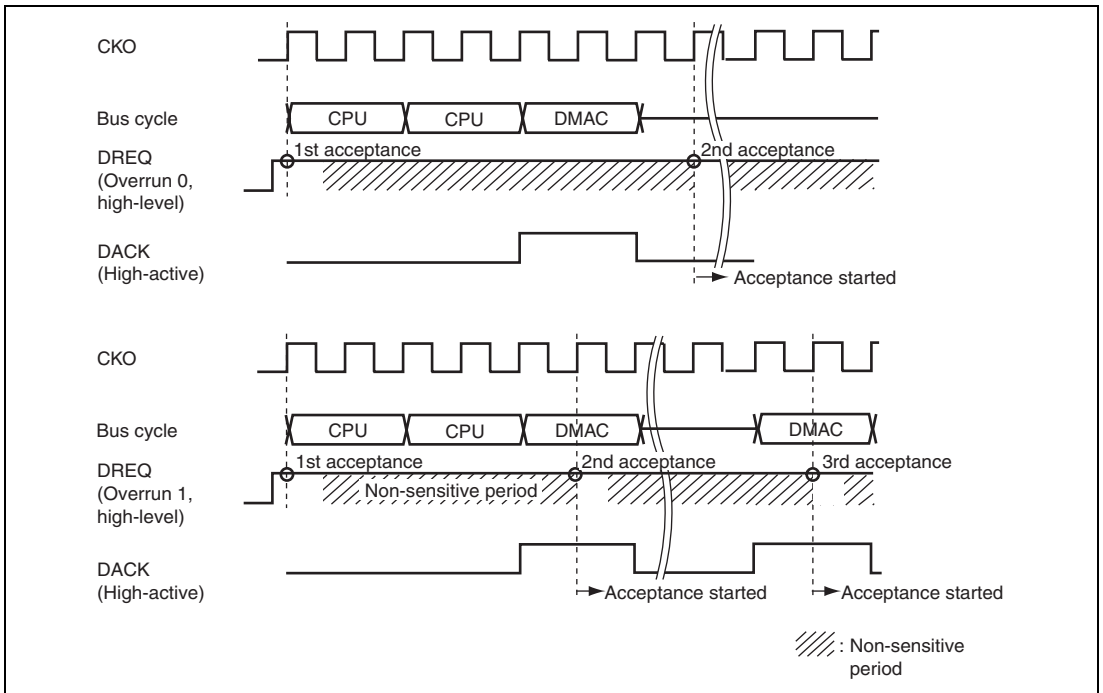 CKO
Bus cycle
CPU CPU DMAC
DREQ
(Overrun 0,
high-level)
1st acceptance 2nd acceptance
DACK
(High-active)
Acceptance started
CKO
Bus cycle
CPU CPU DMAC DMAC
DREQ
(Overrun 1,
high-level)
1st acceptance 2nd acceptance 3rd acceptance
Non-sensitive period
DACK
(High-active)
Acceptance started Acceptance started
: Non-sensitive
period